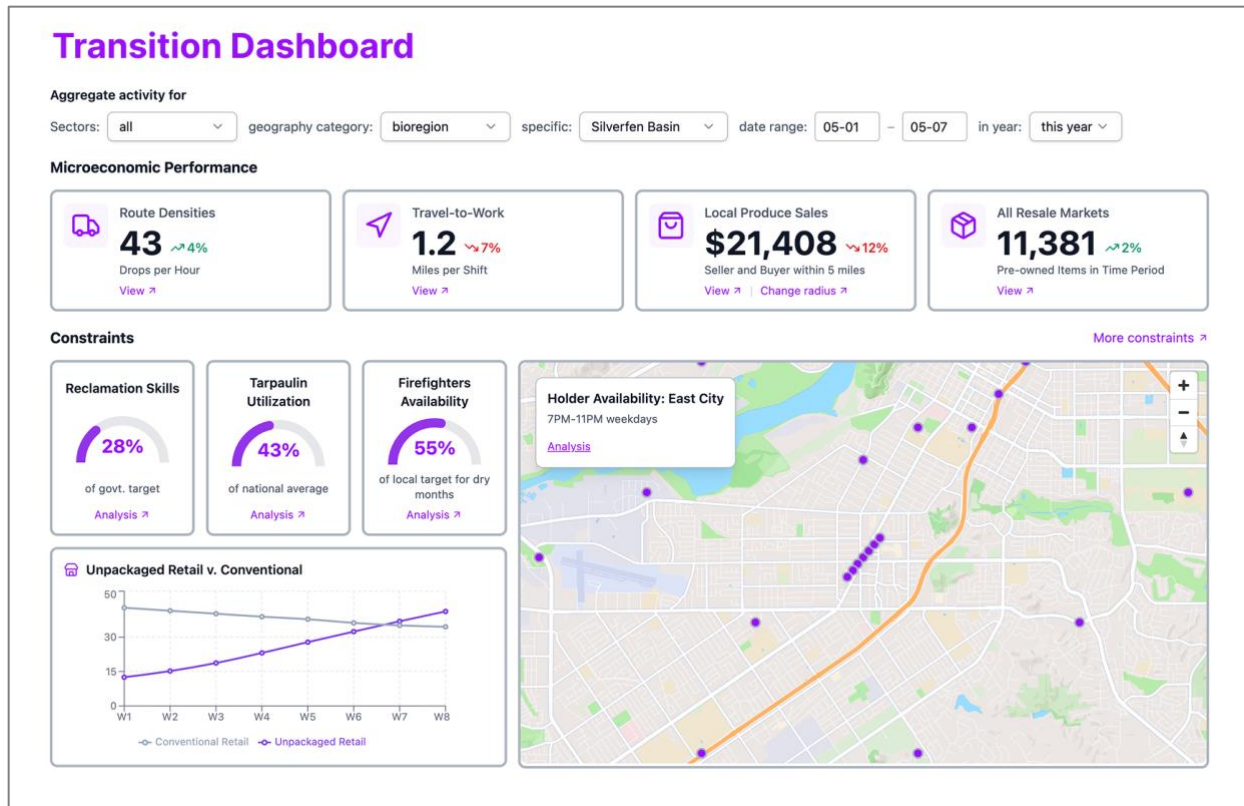 Transition Dashboard
Aggregate activity for
Sectors: all geography category: bioregion specific: Silverfen Basin date range: 05-01 – 05-07 in year: this year
Microeconomic Performance
Route Densities
43 4%
Drops per Hour
View
Travel-to-Work
1.2 7%
Miles per Shift
View
Local Produce Sales
$21,408 12%
Seller and Buyer within 5 miles
View | Change radius
All Resale Markets
11,381 2%
Pre-owned Items in Time Period
View
Constraints
More constraints
Reclamation Skills
28%
of govt. target
Analysis
Tarpaulin
Utilization
43%
of national average
Analysis
Firefighters
Availability
55%
of local target for dry
months
Analysis
Holder Availability: East City
7PM-11PM weekdays
Analysis
+
−
Unpackaged Retail v. Conventional
50
30
15
0
W1 W2 W3 W4 W5 W6 W7 W8
Conventional Retail Unpackaged Retail